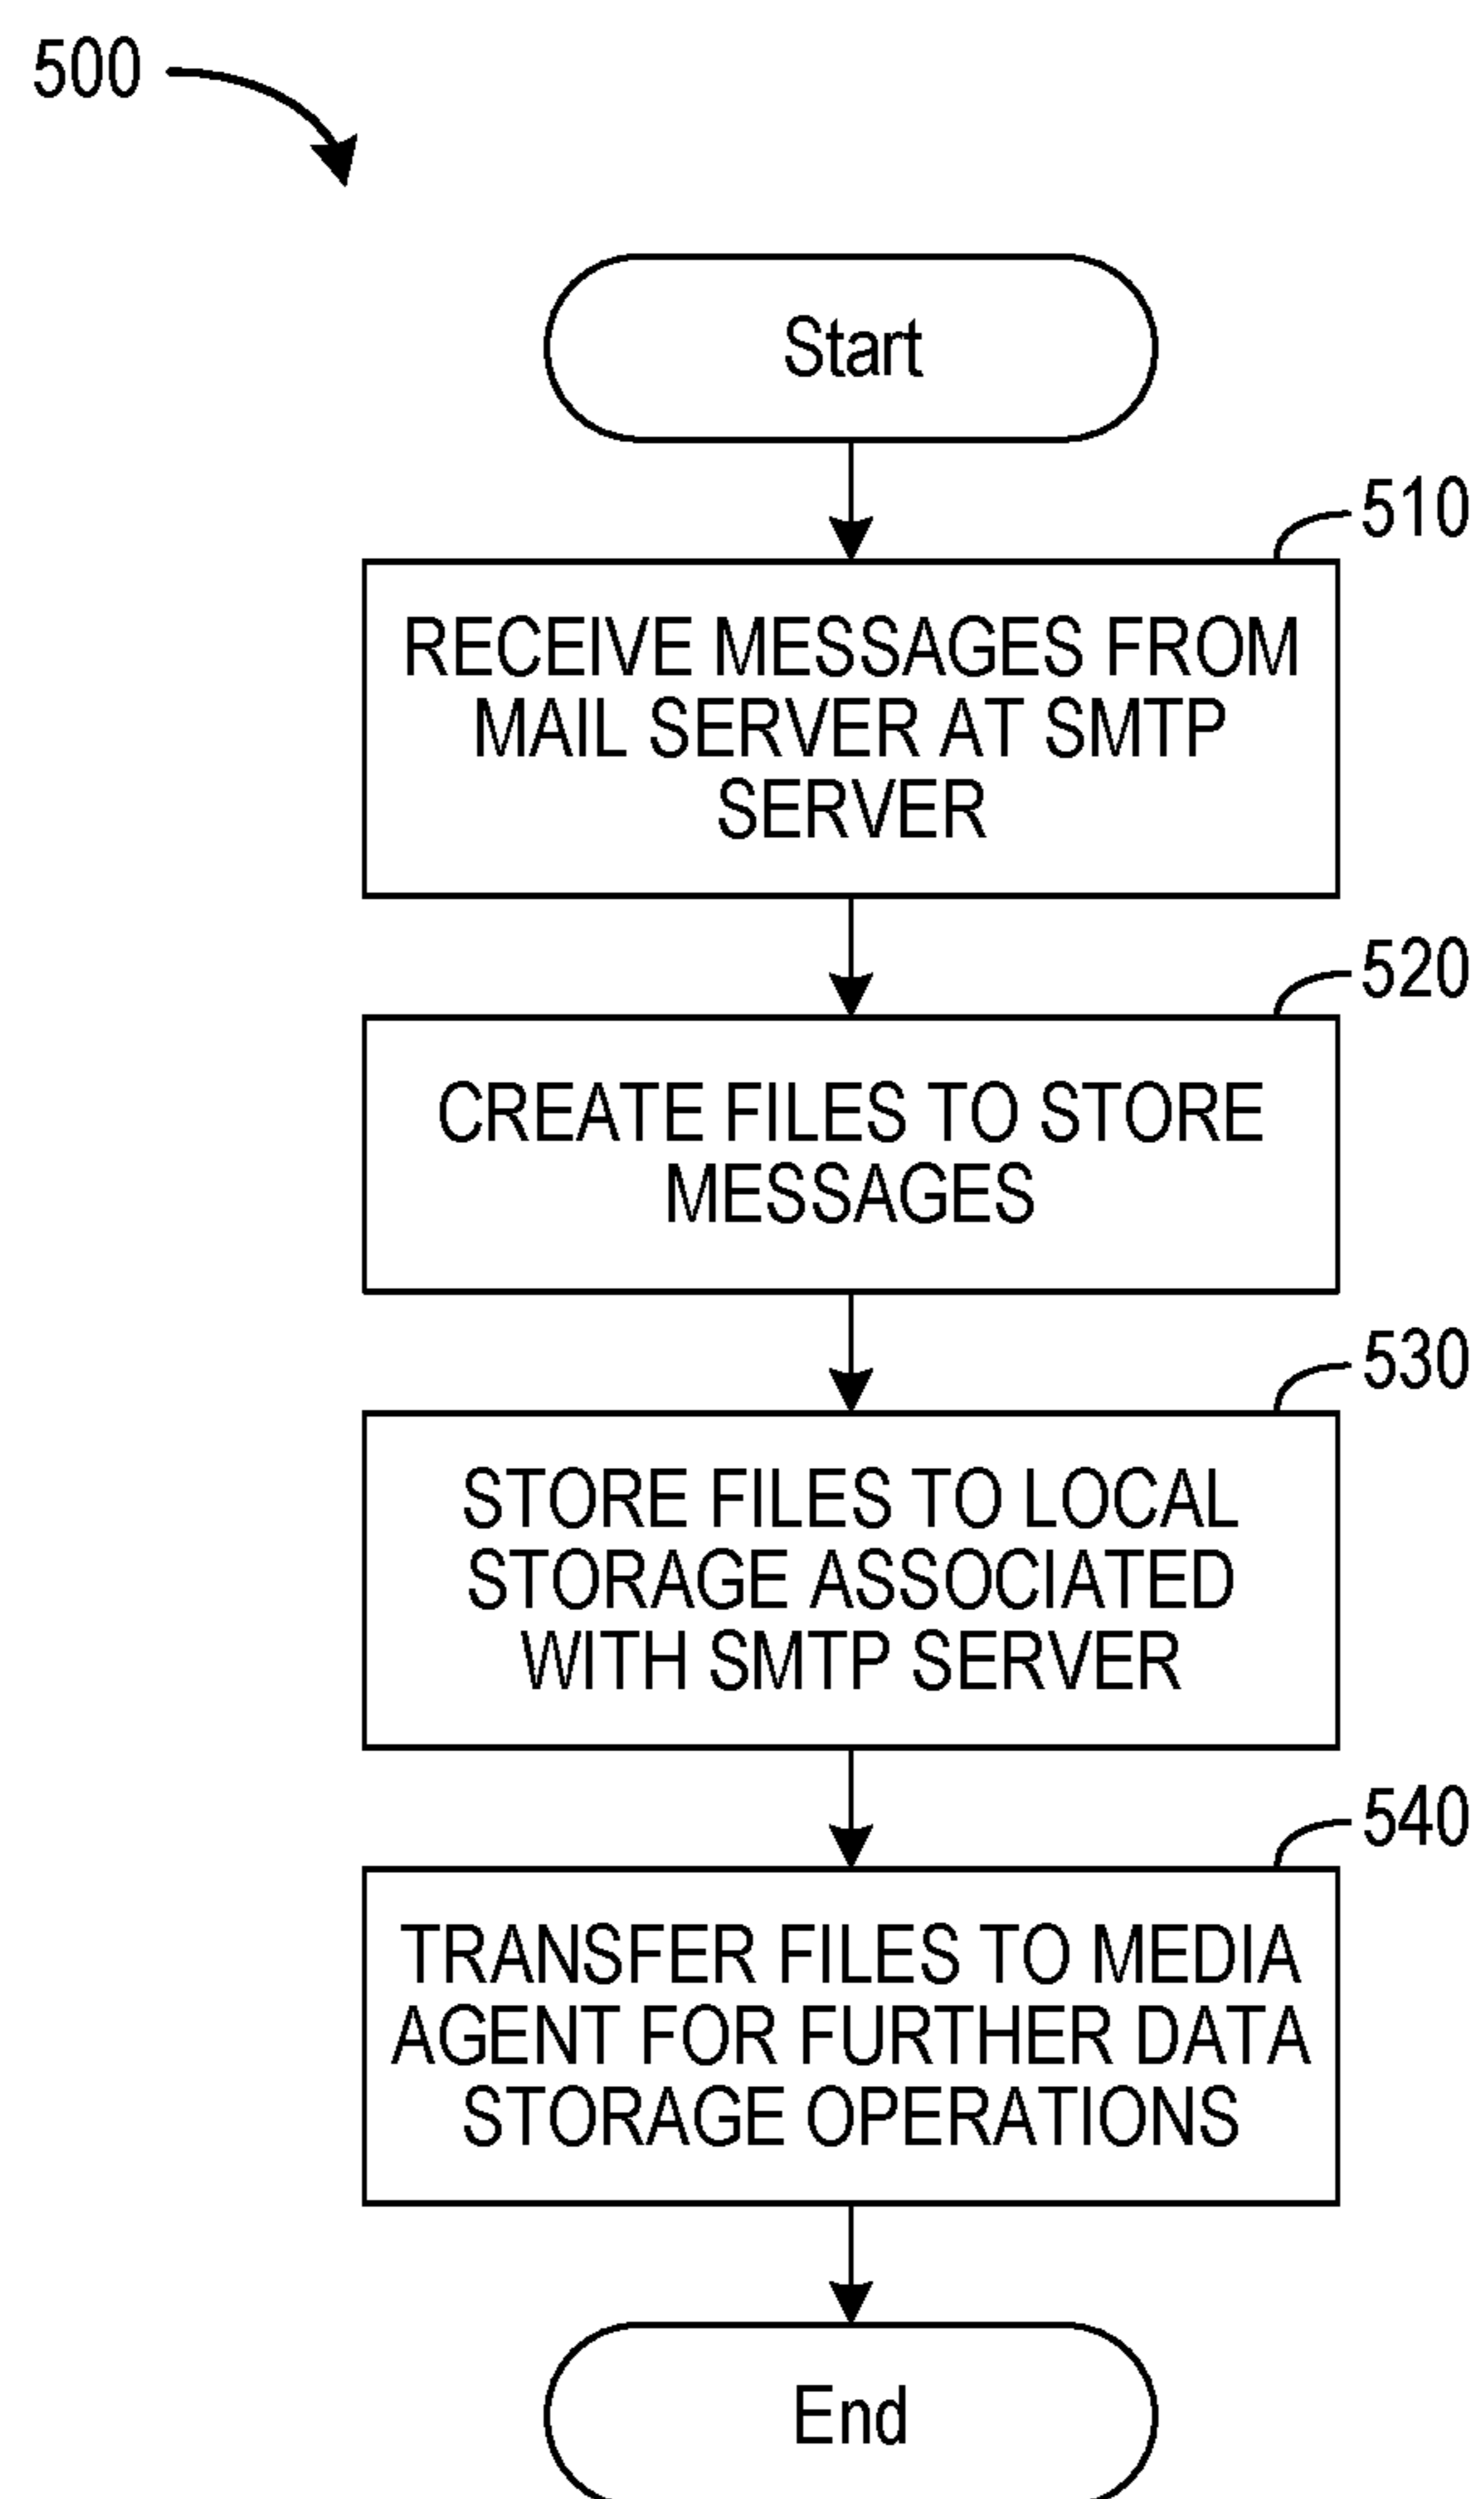 500
Start
510
RECEIVE MESSAGES FROM
MAIL SERVER AT SMTP
SERVER
520
CREATE FILES TO STORE
MESSAGES
530
STORE FILES TO LOCAL
STORAGE ASSOCIATED
WITH SMTP SERVER
540
TRANSFER FILES TO MEDIA
AGENT FOR FURTHER DATA
STORAGE OPERATIONS
End